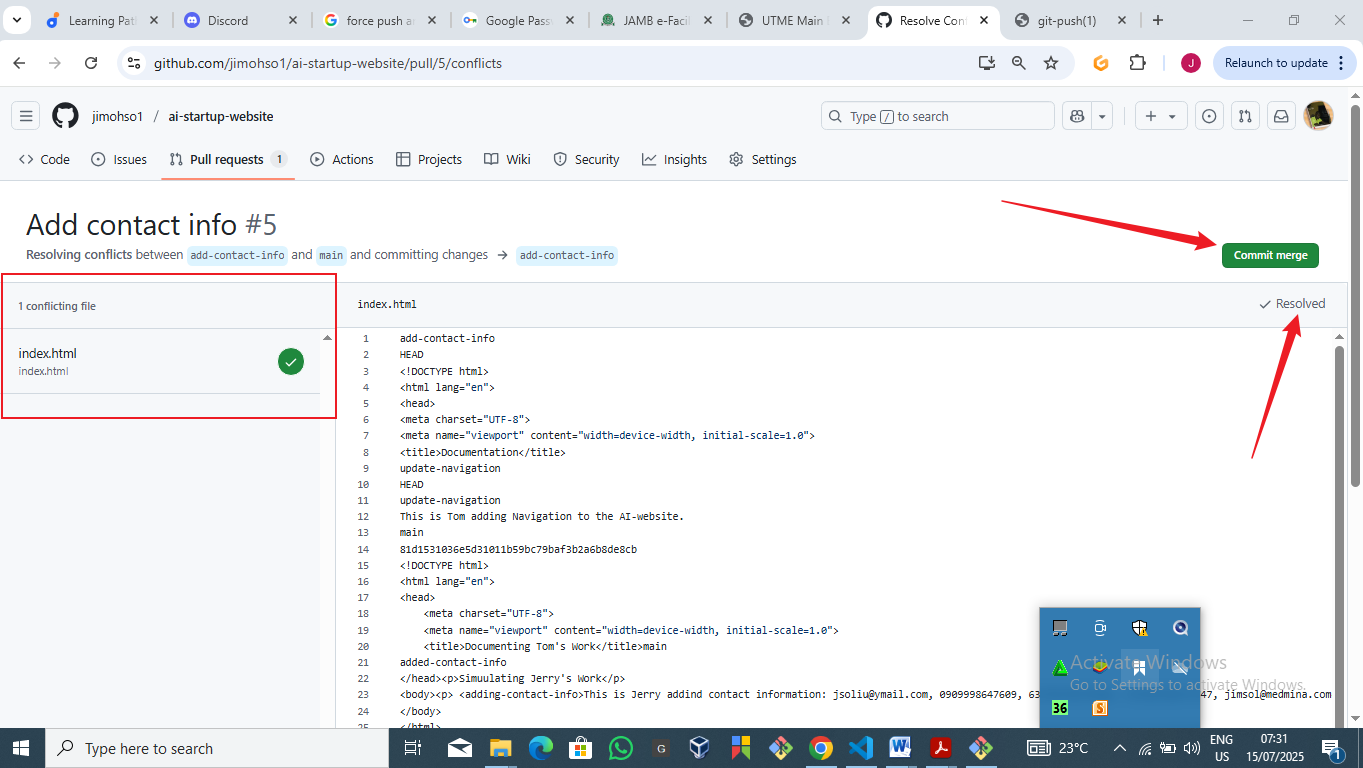 Learning Pat
Discord
force push a
Google Pass
JAMB e-Facil
UTME Main
Resolve Con
git-push(1)
github.com/jimohso1/ai-startup-website/pull/5/conflicts
J
Relaunch to update
jimohso1 / ai-startup-website
Type / to search
Code
Issues
Pull requests 1
Actions
Projects
Wiki
Security
Insights
Settings
Add contact info #5
Resolving conflicts between add-contact-info and main and committing changes → add-contact-info
Commit merge
1 conflicting file
index.html
index.html
index.html
Resolved
1 add-contact-info
2 HEAD
3 <!DOCTYPE html>
4 <html lang="en">
5 <head>
6 <meta charset="UTF-8">
7 <meta name="viewport" content="width=device-width, initial-scale=1.0">
8 <title>Documentation</title>
9 update-navigation
10 HEAD
11 update-navigation
12 This is Tom adding Navigation to the AI-website.
13 main
14 81d1531036e5d31011b59bc79baf3b2a6b8de8cb
15 <!DOCTYPE html>
16 <html lang="en">
17 <head>
18 <meta charset="UTF-8">
19 <meta name="viewport" content="width=device-width, initial-scale=1.0">
20 <title>Documenting Tom's Work</title>main
21 added-contact-info
22 </head><p>Simuulating Jerry's Work</p>
23 <body><p> <adding-contact-info>This is Jerry addind contact information: jsoliu@ymail.com, 0909998647609, 63 47, jimsol@medmina.com
24 </body>
25 </html>
Activate Windows
Go to Settings to activate Windows.
36
S
Type here to search
G
23°C
ENG
US
07:31
15/07/2025
1